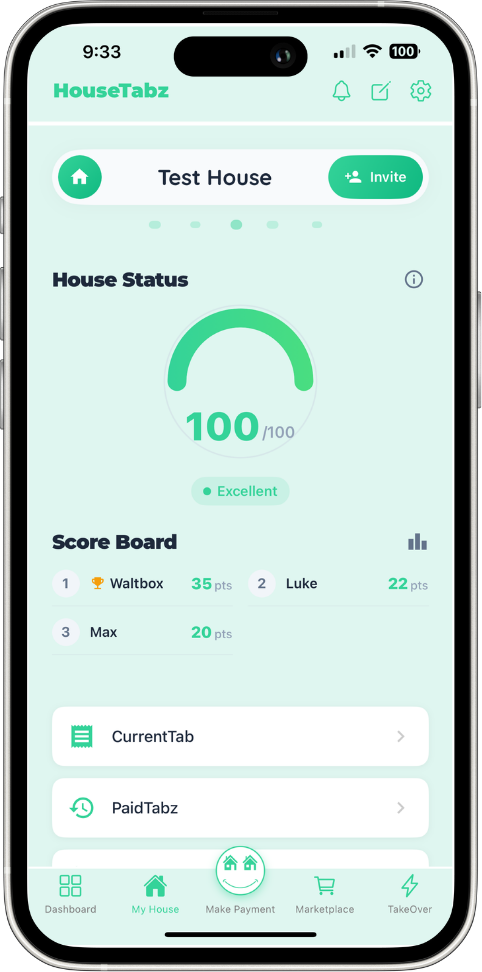 9:33
100
HouseTabz
Test House
Invite
House Status
100/100
Excellent
Score Board
1 Waltbox 35 pts
2 Luke 22 pts
3 Max 20 pts
CurrentTab
PaidTabz
Dashboard
My House
Make Payment
Marketplace
TakeOver